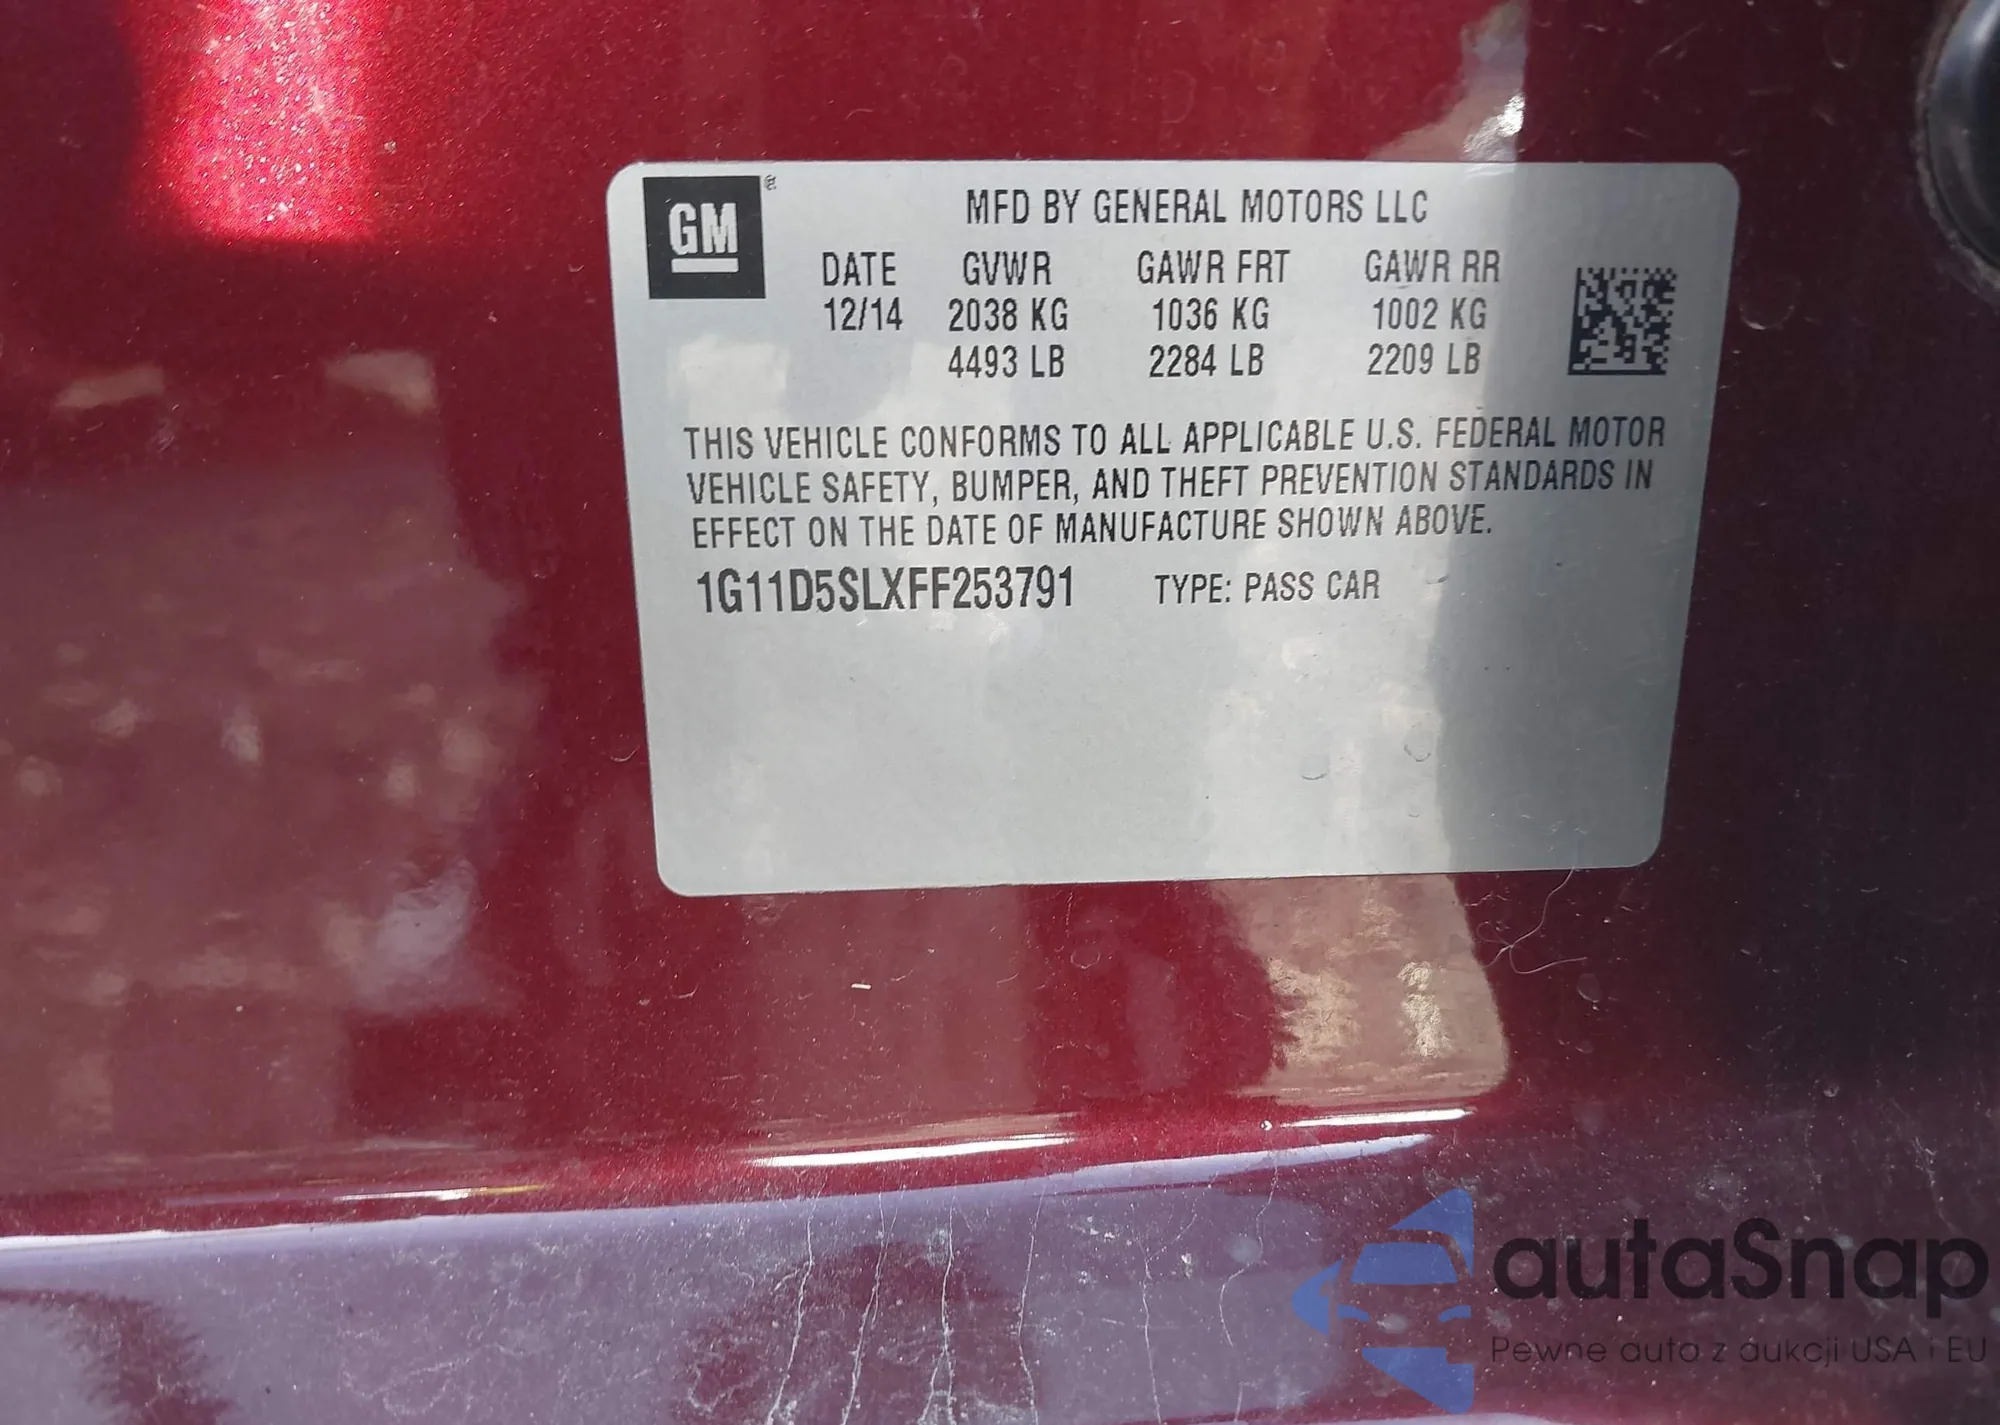 GM ®
MFD BY GENERAL MOTORS LLC
DATE GVWR GAWR FRT GAWR RR
12/14 2038 KG 1036 KG 1002 KG
4493 LB 2284 LB 2209 LB
THIS VEHICLE CONFORMS TO ALL APPLICABLE U.S. FEDERAL MOTOR
VEHICLE SAFETY, BUMPER, AND THEFT PREVENTION STANDARDS IN
EFFECT ON THE DATE OF MANUFACTURE SHOWN ABOVE.
1G11D5SLXFF253791 TYPE: PASS CAR
autaSnap
Pewne auta z aukcji USA i EU